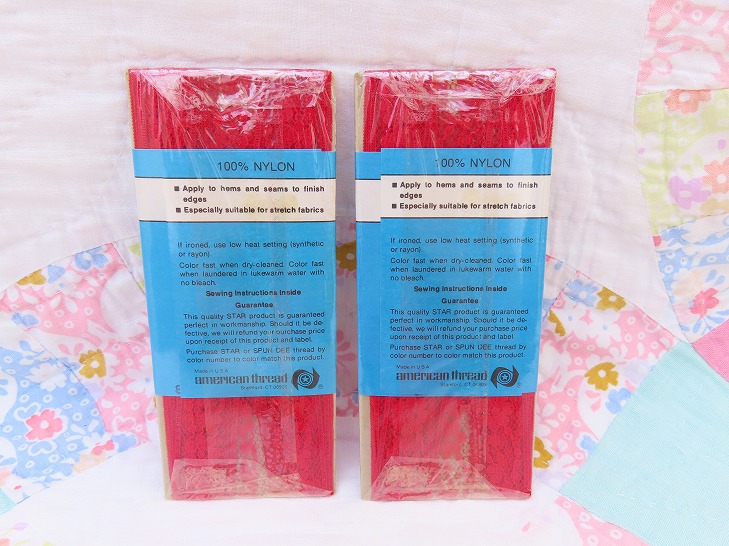 100% NYLON
■ Apply to hems and seams to finish
edges
■ Especially suitable for stretch fabrics
If ironed, use low heat setting (synthetic
or rayon).
Color fast when dry-cleaned. Color fast
when laundered in lukewarm water with
no bleach.
Sewing Instructions Inside
Guarantee
This quality STAR product is guaranteed
perfect in workmanship. Should it be de-
fective, we will refund your purchase price
upon receipt of this product and label.
Purchase STAR or SPUN DEE thread by
color number to color match this product.
Made in U.S.A.
american thread ®
Stamford, CT
100% NYLON
■ Apply to hems and seams to finish
edges
■ Especially suitable for stretch fabrics
If ironed, use low heat setting (synthetic
or rayon).
Color fast when dry-cleaned. Color fast
when laundered in lukewarm water with
no bleach.
Sewing Instructions Inside
Guarantee
This quality STAR product is guaranteed
perfect in workmanship. Should it be de-
fective, we will refund your purchase price
upon receipt of this product and label.
Purchase STAR or SPUN DEE thread by
color number to color match this product.
Made in U.S.A.
american thread ®
Stamford, CT